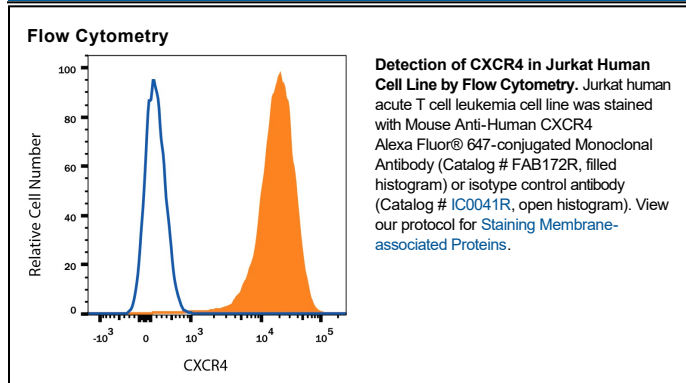 Flow Cytometry
100
80
60
40
20
0
Relative Cell Number
-10³ 0 10³ 10⁴ 10⁵
CXCR4
Detection of CXCR4 in Jurkat Human
Cell Line by Flow Cytometry. Jurkat human
acute T cell leukemia cell line was stained
with Mouse Anti-Human CXCR4
Alexa Fluor® 647-conjugated Monoclonal
Antibody (Catalog # FAB172R, filled
histogram) or isotype control antibody
(Catalog # IC0041R, open histogram). View
our protocol for Staining Membrane-
associated Proteins.